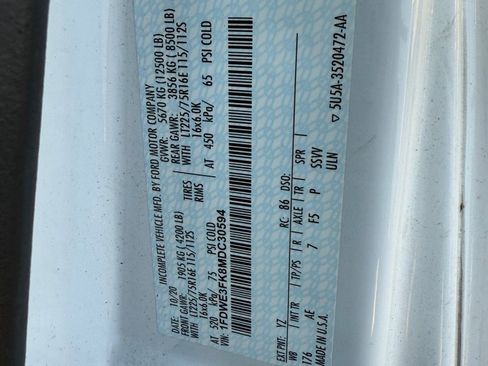 INCOMPLETE VEHICLE MFD. BY FORD MOTOR COMPANY
10/20 GVWR: 5670 KG (12500 LB)
FRONT GAWR: 1905 KG (4200 LB) REAR GAWR: 3856 KG ( 8500 LB)
WITH LT225/75R16E 115/112S TIRES WITH LT225/75R16E 115/112S
16x6.0K RIMS 16x6.0K
AT 520 kPa/ 75 PSI COLD AT 450 kPa/ 65 PSI COLD
VIN: 1FDWE3FK8MDC30594
EXT PNT: YZ RC: 86 DSO:
WB INT TR TP/PS R AXLE TR SPR
176 AE 7 F5 P SSVV
MADE IN U.S.A. ULN
5U5A-3520472-AA